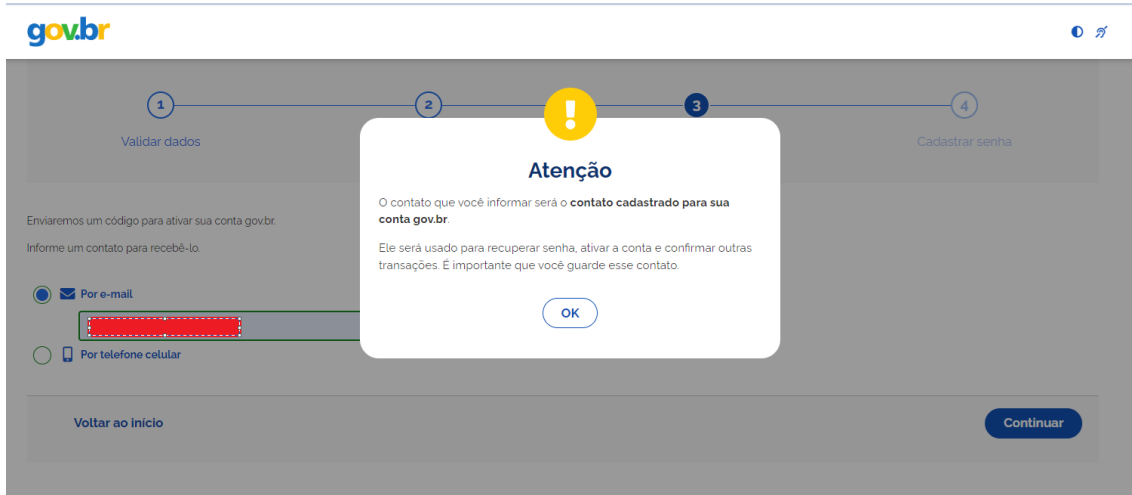 gov.br
1
2
3
4
Validar dados
Cadastrar senha
!
Atenção
O contato que você informar será o contato cadastrado para sua
conta gov.br.
Ele será usado para recuperar senha, ativar a conta e confirmar outras
transações. É importante que você guarde esse contato.
OK
Enviaremos um código para ativar sua conta gov.br.
Informe um contato para recebê-lo.
Por e-mail
Por telefone celular
Voltar ao início
Continuar